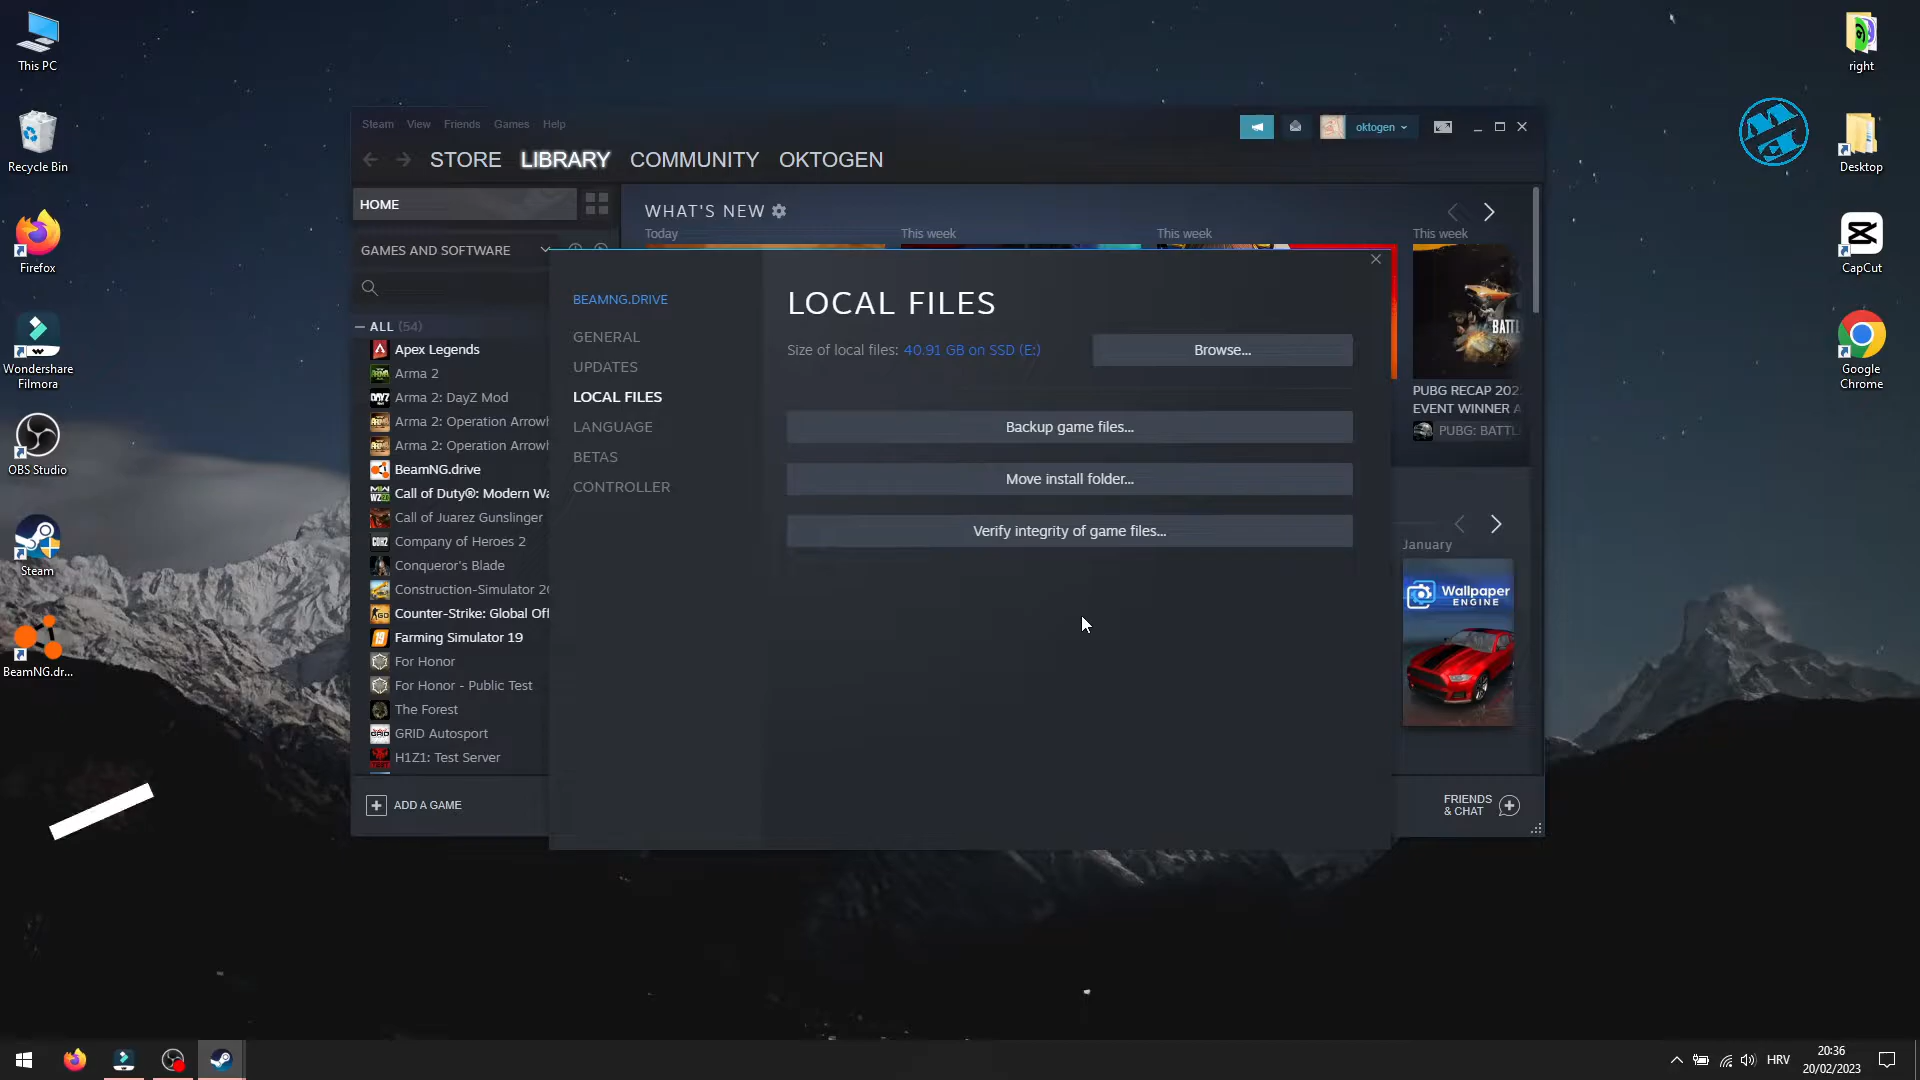 This PC
Recycle Bin
Firefox
Wondershare
Filmora
OBS Studio
Steam
BeamNG.dr...
right
Desktop
CapCut
Google
Chrome
Steam View Friends Games Help
oktogen
STORE LIBRARY COMMUNITY OKTOGEN
HOME
GAMES AND SOFTWARE
ALL (54)
Apex Legends
Arma 2
Arma 2: DayZ Mod
Arma 2: Operation Arrowh
Arma 2: Operation Arrowh
BeamNG.drive
Call of Duty®: Modern Wa
Call of Juarez Gunslinger
Company of Heroes 2
Conqueror's Blade
Construction-Simulator 20
Counter-Strike: Global Off
Farming Simulator 19
For Honor
For Honor - Public Test
The Forest
GRID Autosport
H1Z1: Test Server
ADD A GAME
WHAT'S NEW
Today
This week
This week
This week
BATTL
PUBG RECAP 202
EVENT WINNER A
PUBG: BATTL
January
Wallpaper
ENGINE
FRIENDS
& CHAT
BEAMNG.DRIVE
GENERAL
UPDATES
LOCAL FILES
LANGUAGE
BETAS
CONTROLLER
LOCAL FILES
Size of local files: 40.91 GB on SSD (E:)
Browse...
Backup game files...
Move install folder...
Verify integrity of game files...
HRV
20:36
20/02/2023